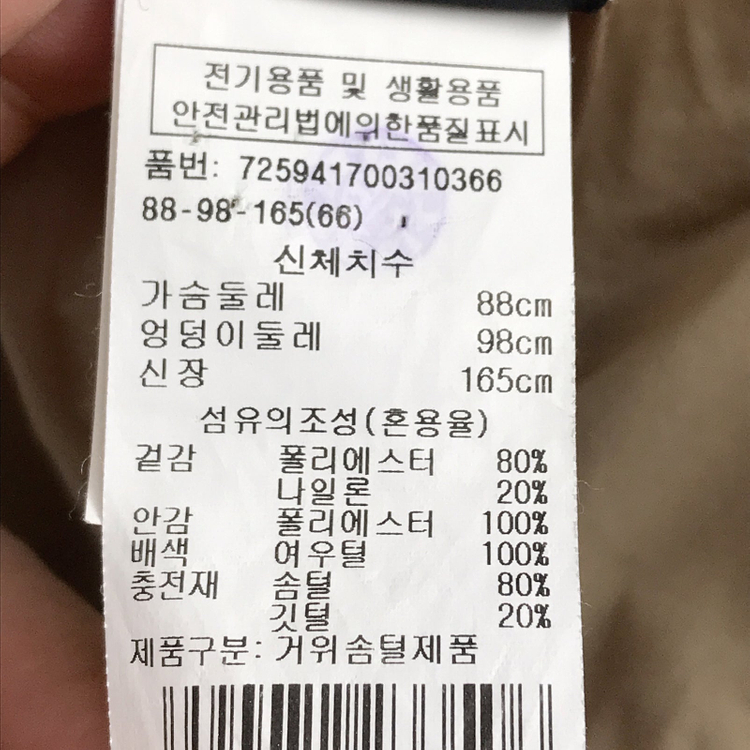 전기용품 및 생활용품
안전관리법에의한품질표시
품번: 725941700310366
88-98-165(66)
신체치수
가슴둘레 88cm
엉덩이둘레 98cm
신장 165cm
섬유의조성(혼용율)
겉감 폴리에스터 80%
나일론 20%
안감 폴리에스터 100%
배색 여우털 100%
충전재 솜털 80%
깃털 20%
제품구분: 거위솜털제품